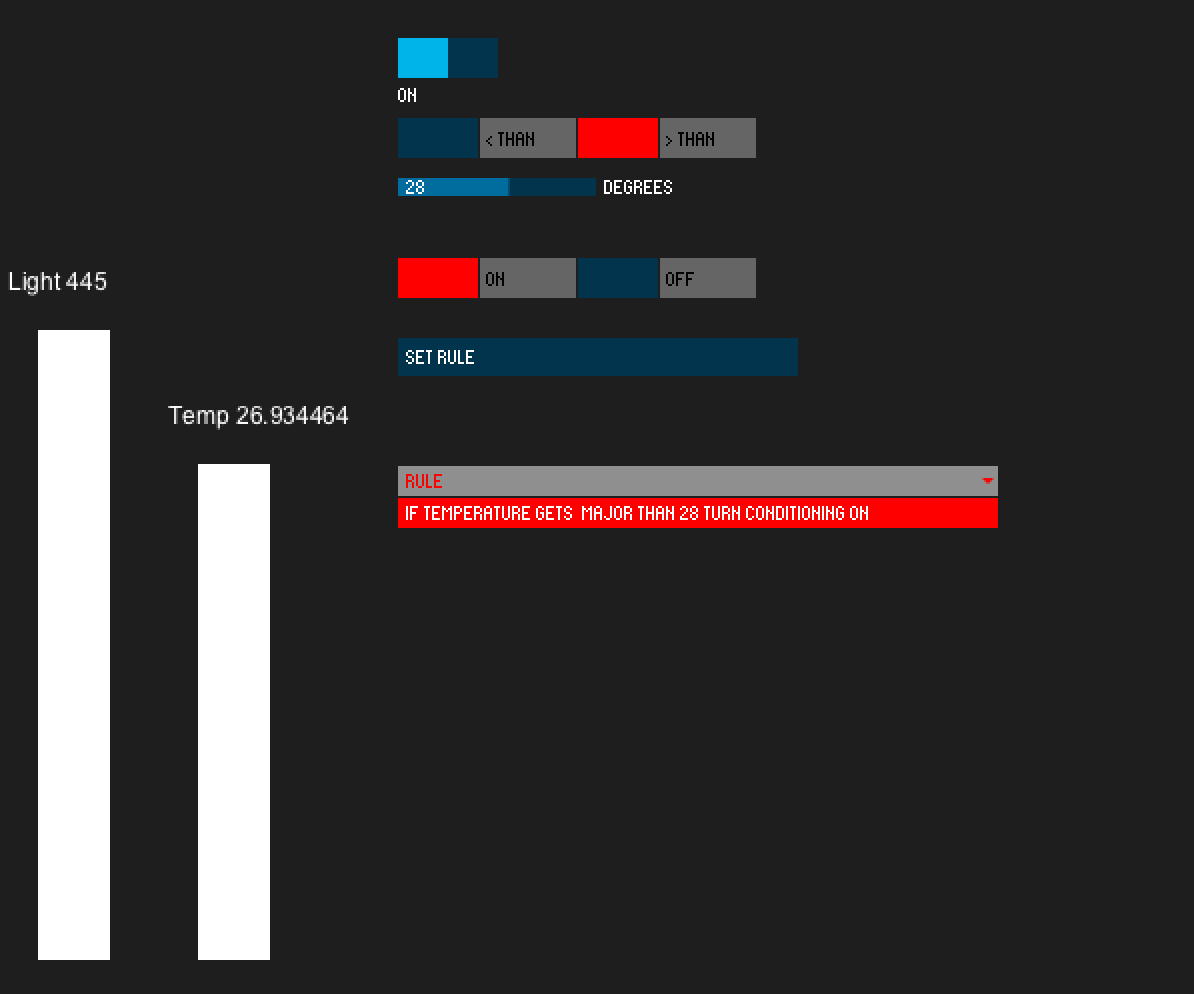 ON
< THAN > THAN
28 DEGREES
ON OFF
Light 445
SET RULE
Temp 26.934464
RULE
IF TEMPERATURE GETS  MAJOR THAN 28 TURN CONDITIONING ON